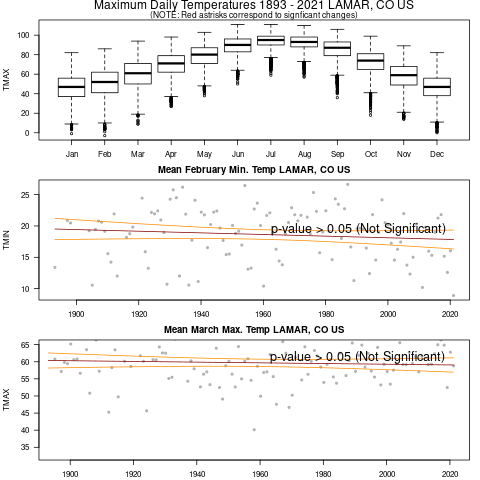 Maximum Daily Temperatures 1893 - 2021 LAMAR, CO US
(NOTE: Red astrisks correspond to signficant changes)
TMAX
100
80
60
40
20
0
Jan Feb Mar Apr May Jun Jul Aug Sep Oct Nov Dec
Mean February Min. Temp LAMAR, CO US
TMIN
25
20
15
10
p-value > 0.05 (Not Significant)
1900 1920 1940 1960 1980 2000 2020
Mean March Max. Temp LAMAR, CO US
TMAX
65
60
55
50
45
40
35
p-value > 0.05 (Not Significant)
1900 1920 1940 1960 1980 2000 2020